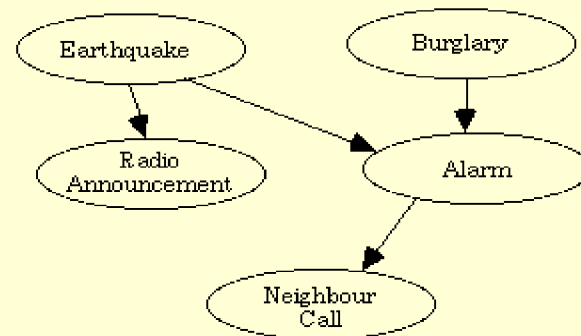 Earthquake
Burglary
Radio
Announcement
Alarm
Neighbour
Call